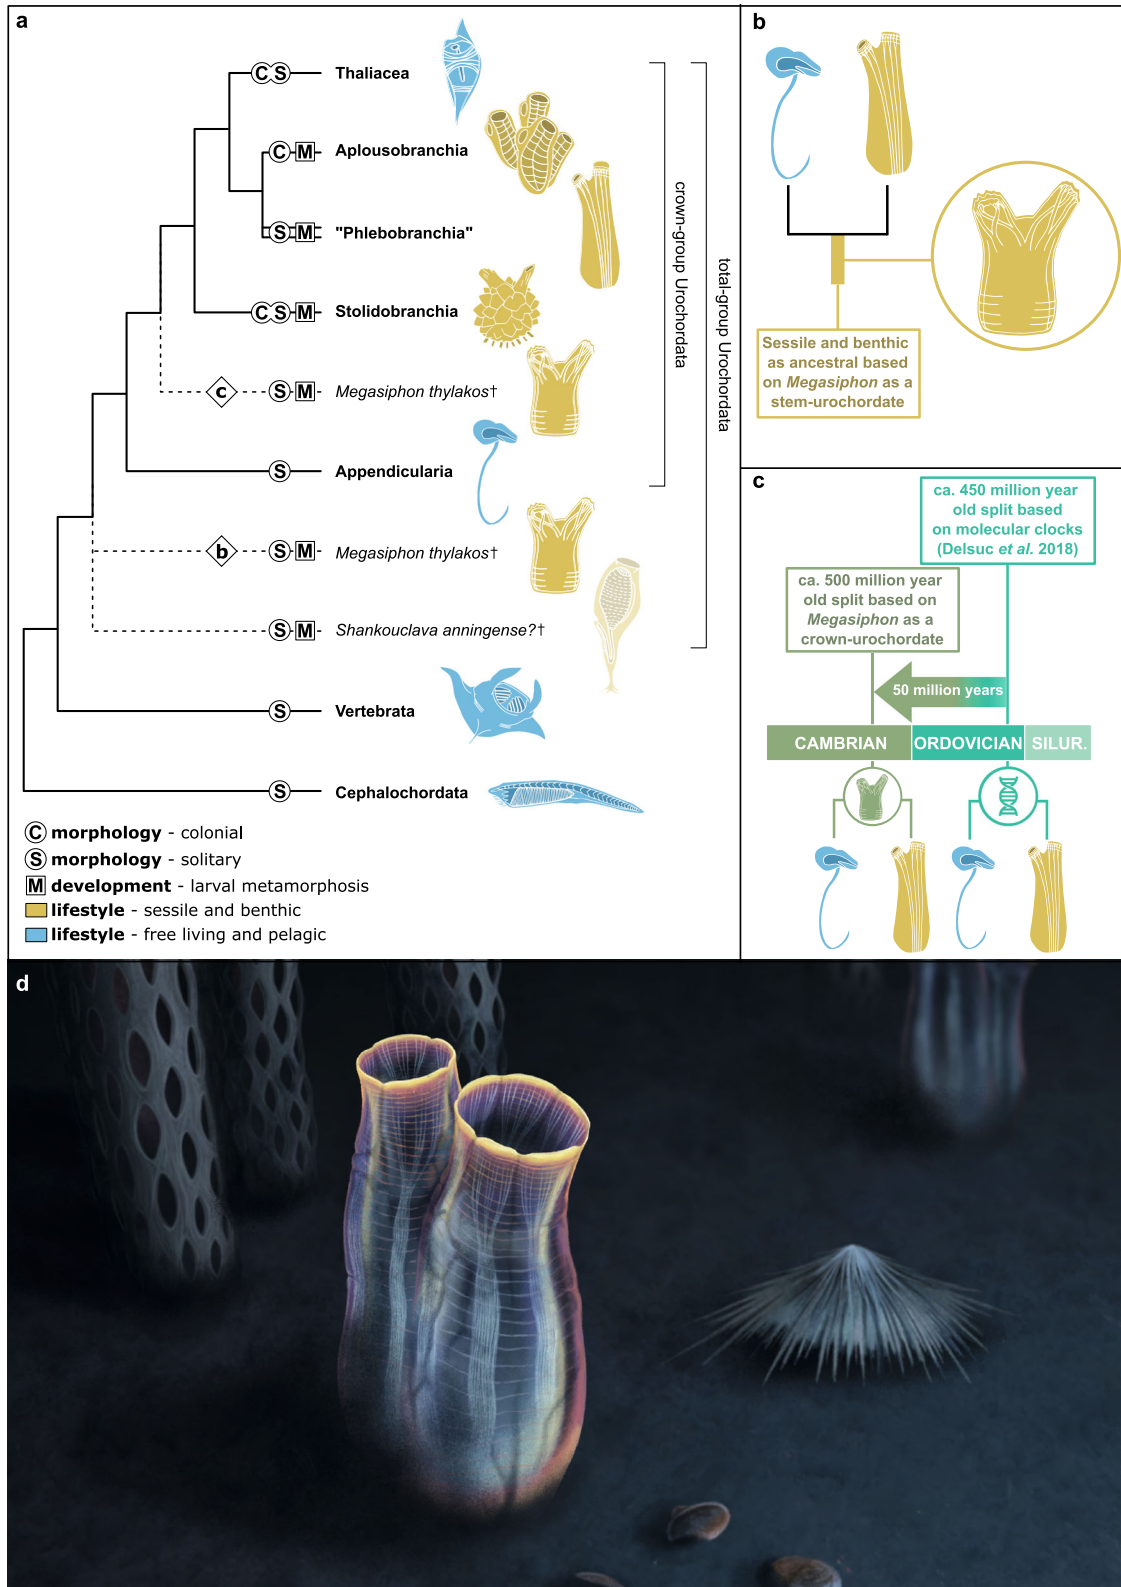 a
C S Thaliacea
C M Aplousobranchia
S M "Phlebobranchia"
C S M Stolidobranchia
c S M Megasiphon thylakos†
S Appendicularia
b S M Megasiphon thylakos†
S M Shankouclava anningense?†
S Vertebrata
S Cephalochordata
crown-group Urochordata
total-group Urochordata
C morphology - colonial
S morphology - solitary
M development - larval metamorphosis
lifestyle - sessile and benthic
lifestyle - free living and pelagic
b
Sessile and benthic
as ancestral based
on Megasiphon as a
stem-urochordate
c
ca. 450 million year
old split based
on molecular clocks
(Delsuc et al. 2018)
ca. 500 million year
old split based on
Megasiphon as a
crown-urochordate
50 million years
CAMBRIAN ORDOVICIAN SILUR.
d